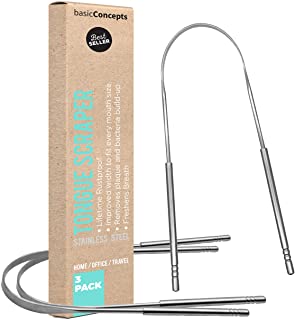 basicConcepts
Best
SELLER
TONGUE SCRAPER
STAINLESS STEEL
• Lifetime Rustproof
• Improved width to fit every mouth size
• Removes plaque and bacteria build-up
• Freshens Breath
HOME / OFFICE / TRAVEL
3
PACK